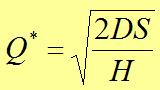 Q* = √(2DS/H)